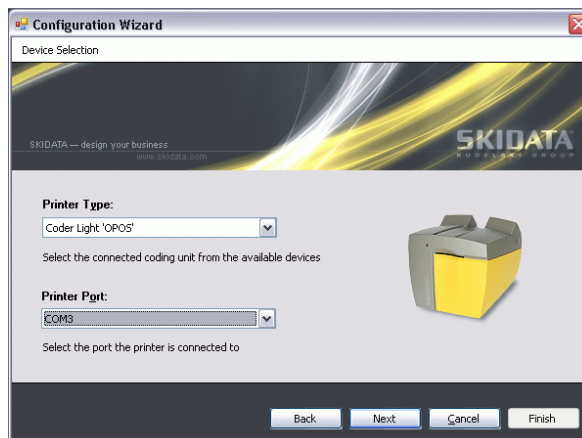 Configuration Wizard
Device Selection
SKIDATA — design your business
www.skidata.com
SKIDATA
KUDELSKI GROUP
Printer Type:
Coder Light 'OPOS'
Select the connected coding unit from the available devices
Printer Port:
COM3
Select the port the printer is connected to
SKIDATA
Back
Next
Cancel
Finish